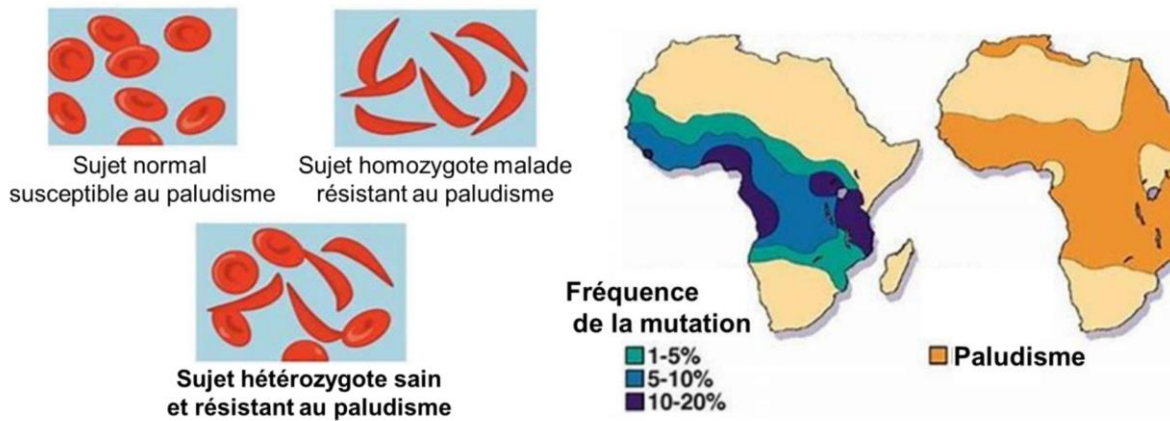 Sujet normal
susceptible au paludisme
Sujet homozygote malade
résistant au paludisme
Sujet hétérozygote sain
et résistant au paludisme
Fréquence
de la mutation
1-5%
5-10%
10-20%
Paludisme